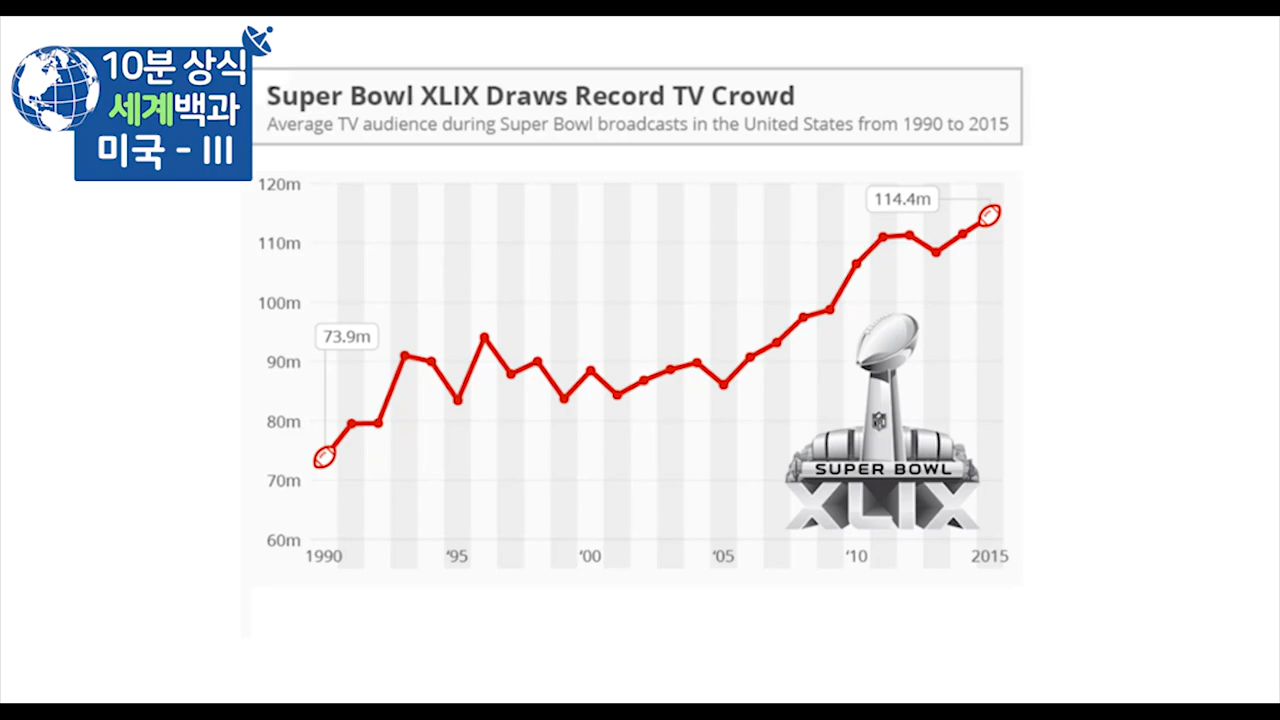 10분 상식
세계백과
미국 - III
Super Bowl XLIX Draws Record TV Crowd
Average TV audience during Super Bowl broadcasts in the United States from 1990 to 2015
120m
110m
100m
90m
80m
70m
60m
73.9m
114.4m
NFL
SUPER BOWL
XLIX
1990 '95 '00 '05 '10 2015